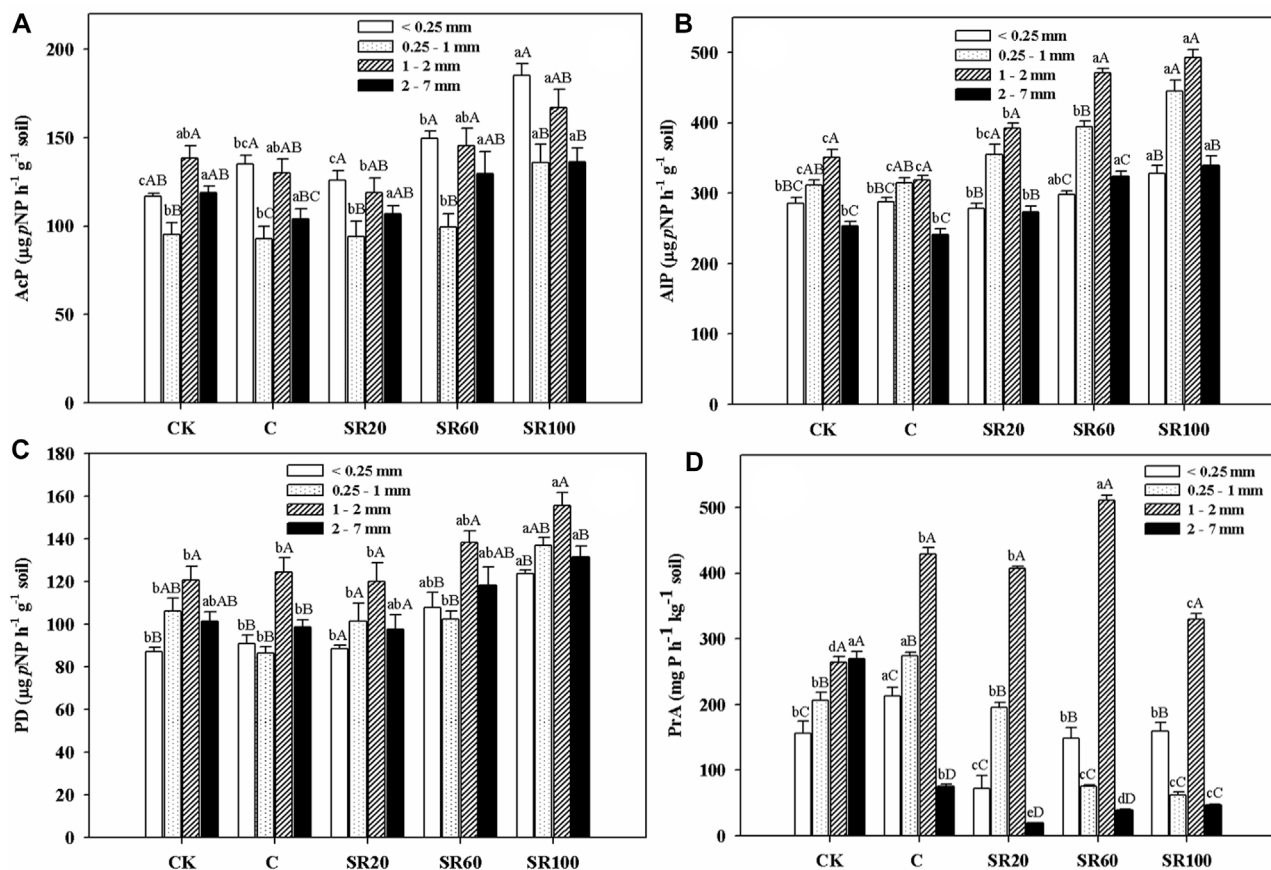 A
AcP (µg pNP h⁻¹ g⁻¹ soil)
200
150
100
50
0
< 0.25 mm
0.25 - 1 mm
1 - 2 mm
2 - 7 mm
cAB bB abA aAB
bcA bC abAB aBC
cA bB bAB aAB
bA bB abA aAB
aA aB aAB aB
CK C SR20 SR60 SR100
B
AlP (µg pNP h⁻¹ g⁻¹ soil)
500
400
300
200
100
0
< 0.25 mm
0.25 - 1 mm
1 - 2 mm
2 - 7 mm
bBC cAB cA bC
bBC cAB cA bC
bB bcA bA bB
abC bB aA aC
aB aA aA aB
CK C SR20 SR60 SR100
C
PD (µg pNP h⁻¹ g⁻¹ soil)
180
160
140
120
100
80
60
40
20
0
< 0.25 mm
0.25 - 1 mm
1 - 2 mm
2 - 7 mm
bB bAB bA abAB
bB bB bA bB
bA bA bA abA
abB bB abA abAB
aB aAB aA aB
CK C SR20 SR60 SR100
D
PrA (mg P h⁻¹ kg⁻¹ soil)
500
400
300
200
100
0
< 0.25 mm
0.25 - 1 mm
1 - 2 mm
2 - 7 mm
bC bB dA aA
aC aB bA bD
cC bB bA eD
bB cC aA dD
bB cC cA cC
CK C SR20 SR60 SR100